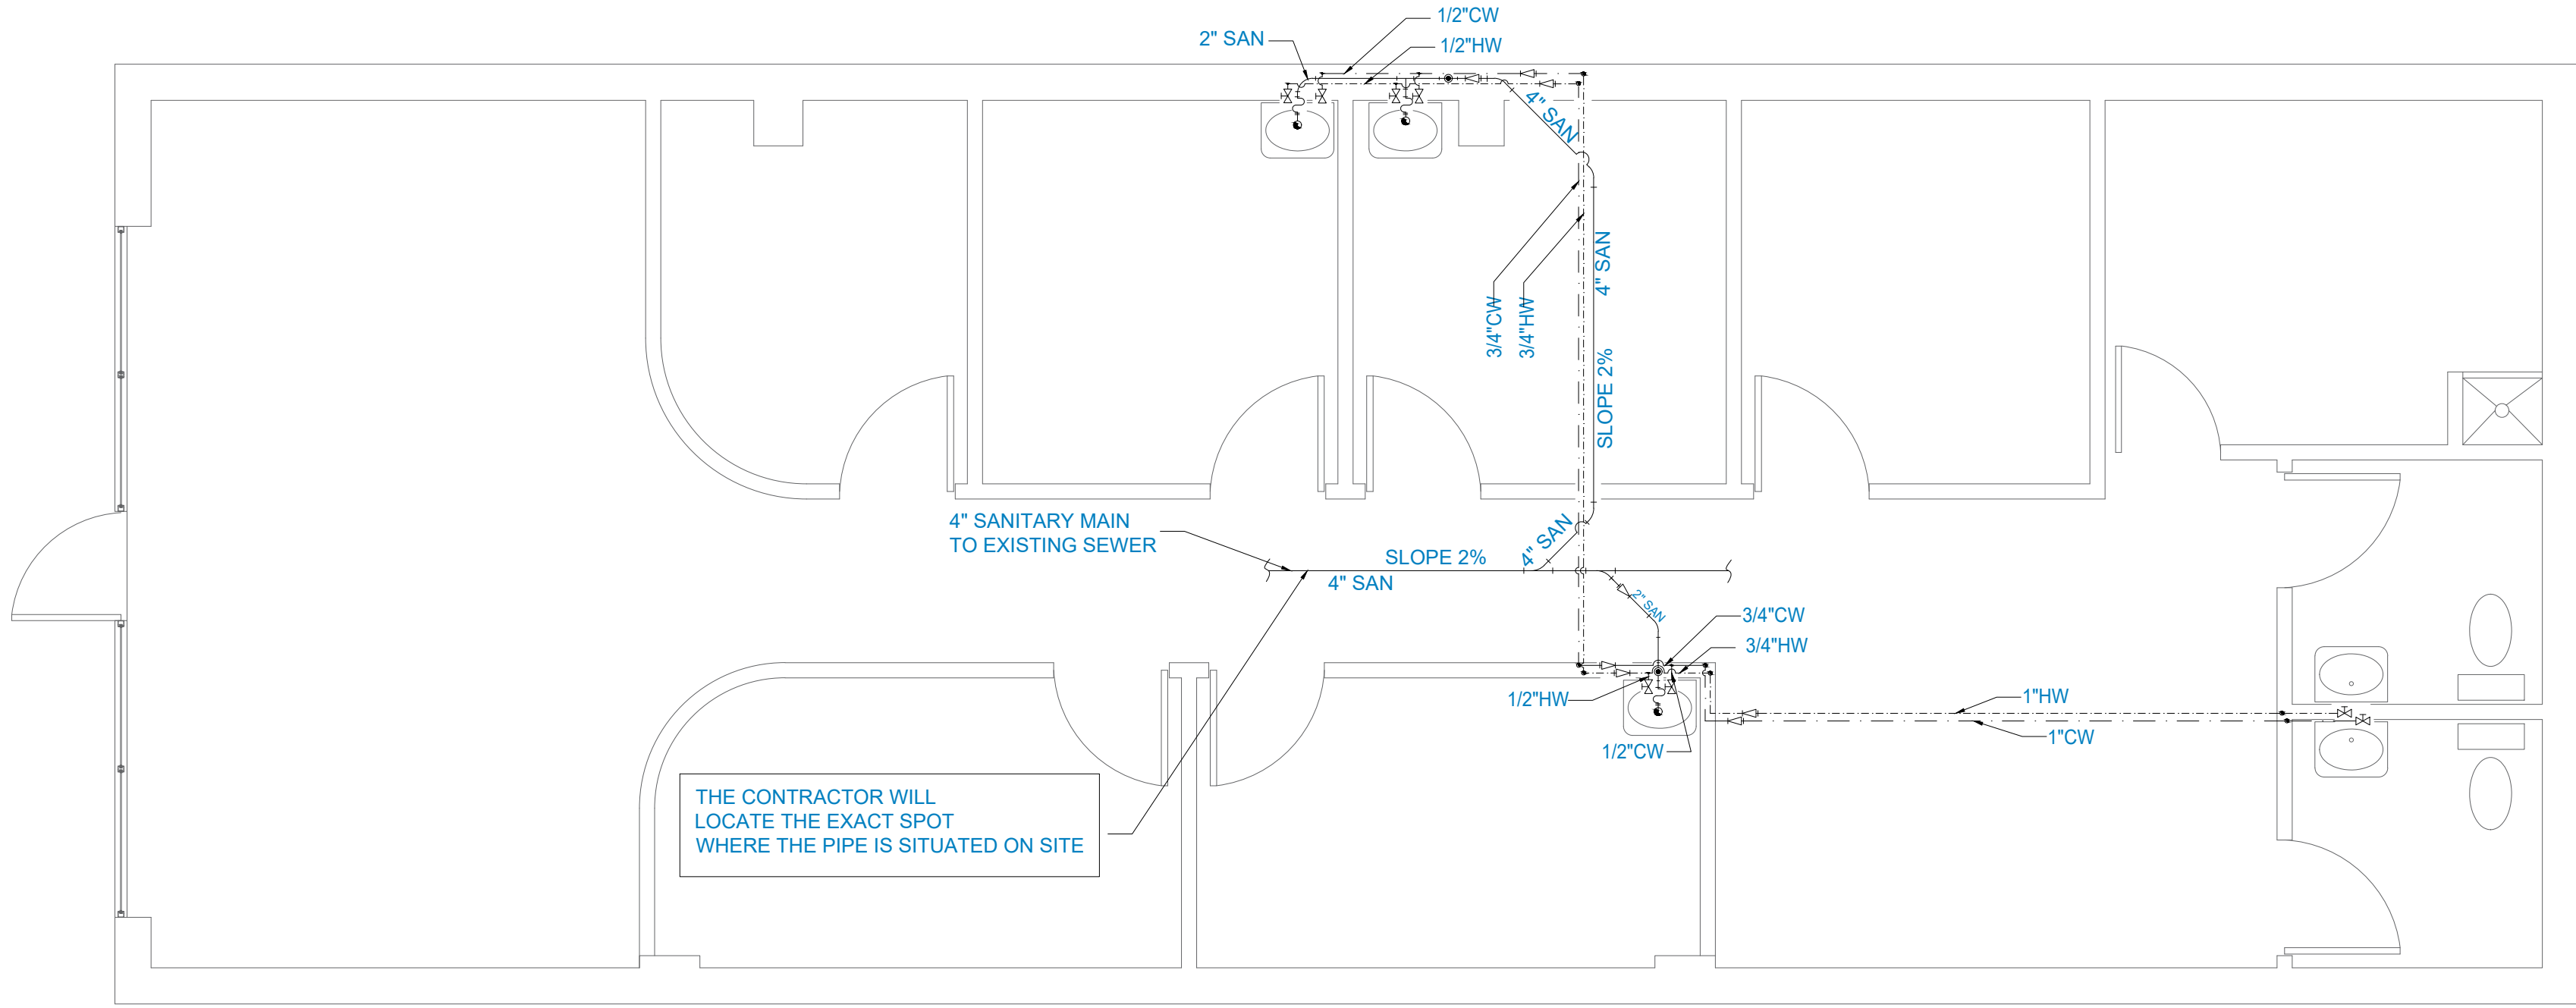 1/2"CW
2" SAN
1/2"HW
4" SAN
3/4"CW
3/4"HW
4" SAN
SLOPE 2%
4" SANITARY MAIN
TO EXISTING SEWER
4" SAN
SLOPE 2%
4" SAN
2" SAN
3/4"CW
3/4"HW
1/2"HW
1/2"CW
1"HW
1"CW
THE CONTRACTOR WILL
LOCATE THE EXACT SPOT
WHERE THE PIPE IS SITUATED ON SITE